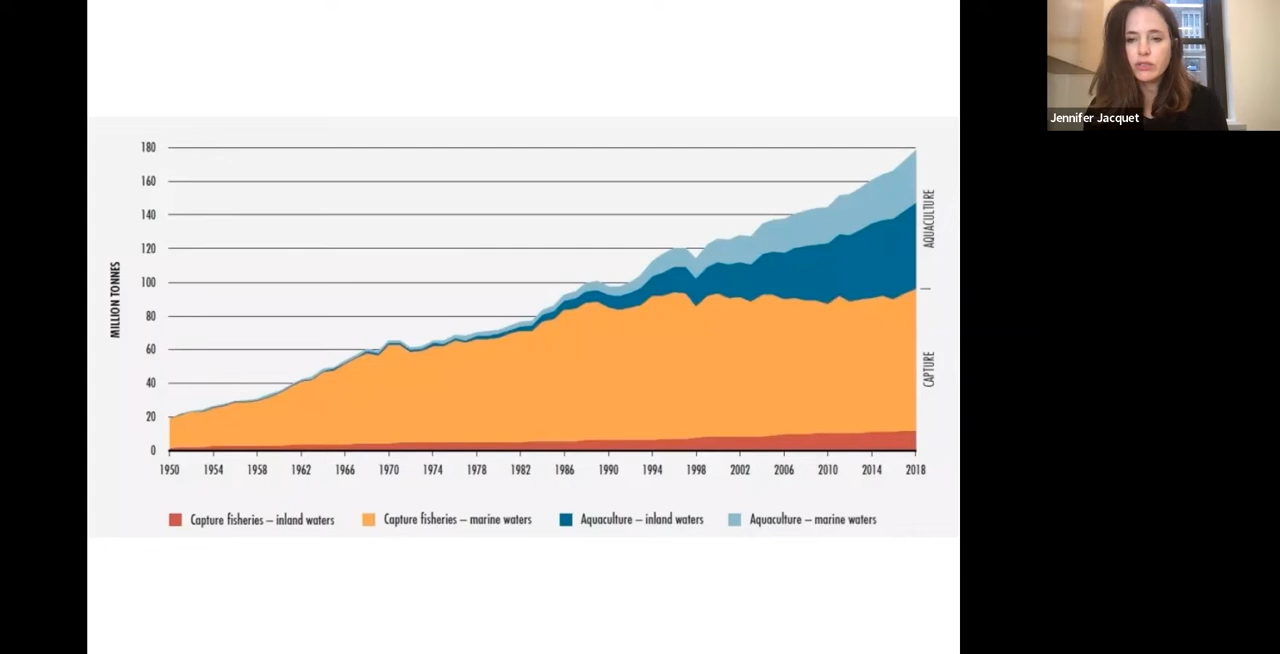 Jennifer Jacquet
180
160
140
120
100
80
60
40
20
0
MILLION TONNES
AQUACULTURE
CAPTURE
1950 1954 1958 1962 1966 1970 1974 1978 1982 1986 1990 1994 1998 2002 2006 2010 2014 2018
Capture fisheries – inland waters Capture fisheries – marine waters Aquaculture – inland waters Aquaculture – marine waters